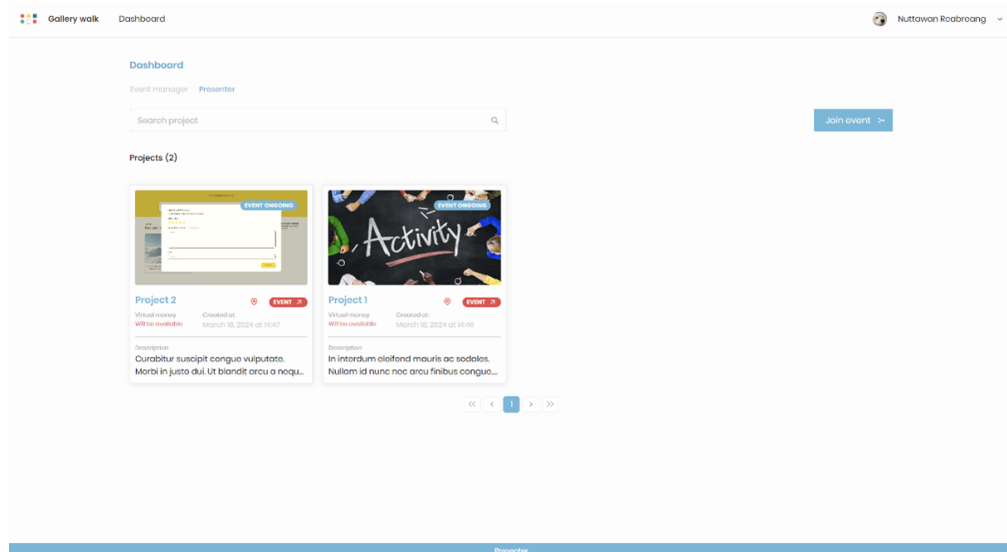 Gallery walk Dashboard Nuttawan Reabreang
Dashboard
Event manager Presenter
Search project
Join event
Projects (2)
EVENT ONGOING
Project 2
EVENT
Virtual money Created at:
Will be available March 18, 2024 at 14:47
Description
Curabitur suscipit congue vulputate.
Morbi in justo dui. Ut blandit arcu a nequ...
EVENT ONGOING
Activity
Project 1
EVENT
Virtual money Created at:
Will be available March 18, 2024 at 14:46
Description
In interdum eleifend mauris ac sodales.
Nullam id nunc nec arcu finibus congue....
1
Presenter